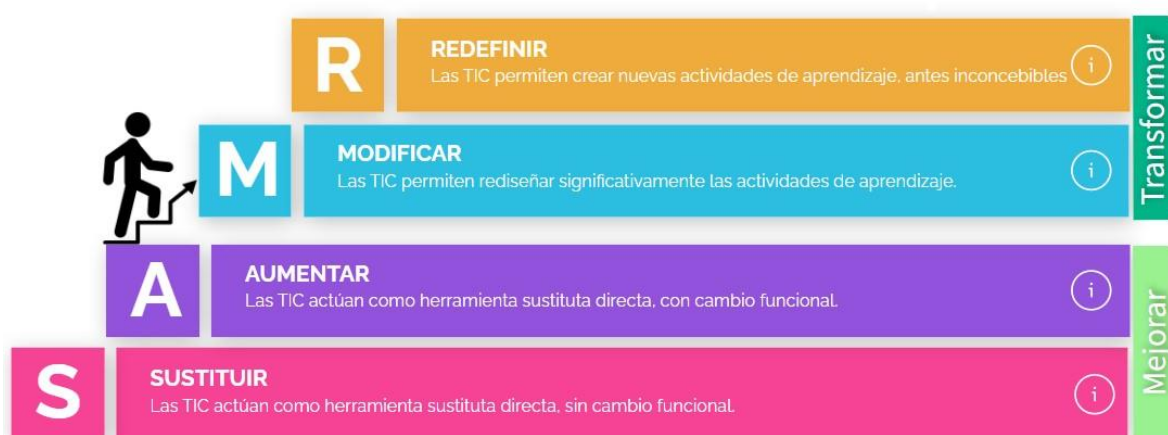 R
REDEFINIR
Las TIC permiten crear nuevas actividades de aprendizaje, antes inconcebibles
i
Transformar
M
MODIFICAR
Las TIC permiten rediseñar significativamente las actividades de aprendizaje.
i
A
AUMENTAR
Las TIC actúan como herramienta sustituta directa, con cambio funcional.
i
Mejorar
S
SUSTITUIR
Las TIC actúan como herramienta sustituta directa, sin cambio funcional.
i